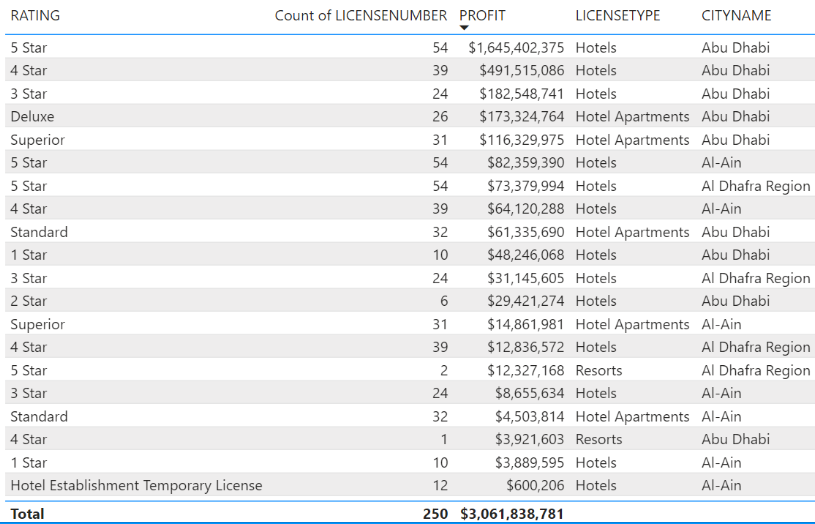 RATING Count of LICENSENUMBER PROFIT LICENSETYPE CITYNAME
5 Star 54 $1,645,402,375 Hotels Abu Dhabi
4 Star 39 $491,515,086 Hotels Abu Dhabi
3 Star 24 $182,548,741 Hotels Abu Dhabi
Deluxe 26 $173,324,764 Hotel Apartments Abu Dhabi
Superior 31 $116,329,975 Hotel Apartments Abu Dhabi
5 Star 54 $82,359,390 Hotels Al-Ain
5 Star 54 $73,379,994 Hotels Al Dhafra Region
4 Star 39 $64,120,288 Hotels Al-Ain
Standard 32 $61,335,690 Hotel Apartments Abu Dhabi
1 Star 10 $48,246,068 Hotels Abu Dhabi
3 Star 24 $31,145,605 Hotels Al Dhafra Region
2 Star 6 $29,421,274 Hotels Abu Dhabi
Superior 31 $14,861,981 Hotel Apartments Al-Ain
4 Star 39 $12,836,572 Hotels Al Dhafra Region
5 Star 2 $12,327,168 Resorts Al Dhafra Region
3 Star 24 $8,655,634 Hotels Al-Ain
Standard 32 $4,503,814 Hotel Apartments Al-Ain
4 Star 1 $3,921,603 Resorts Abu Dhabi
1 Star 10 $3,889,595 Hotels Al-Ain
Hotel Establishment Temporary License 12 $600,206 Hotels Al-Ain
Total 250 $3,061,838,781